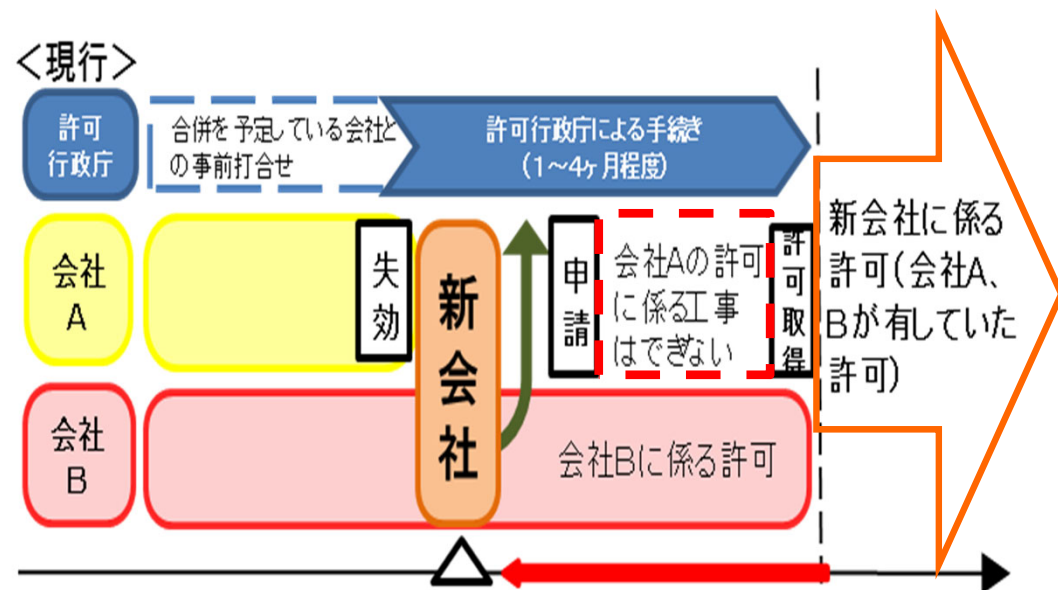 <現行>
許可
行政庁
合併を予定している会社と
の事前打合せ
許可行政庁による手続き
(1~4ヶ月程度)
会社
A
失効
新会社
申請
会社Aの許可
に係る工事
はできない
許可取得
新会社に係る
許可(会社A、
Bが有していた
許可)
会社
B
会社Bに係る許可